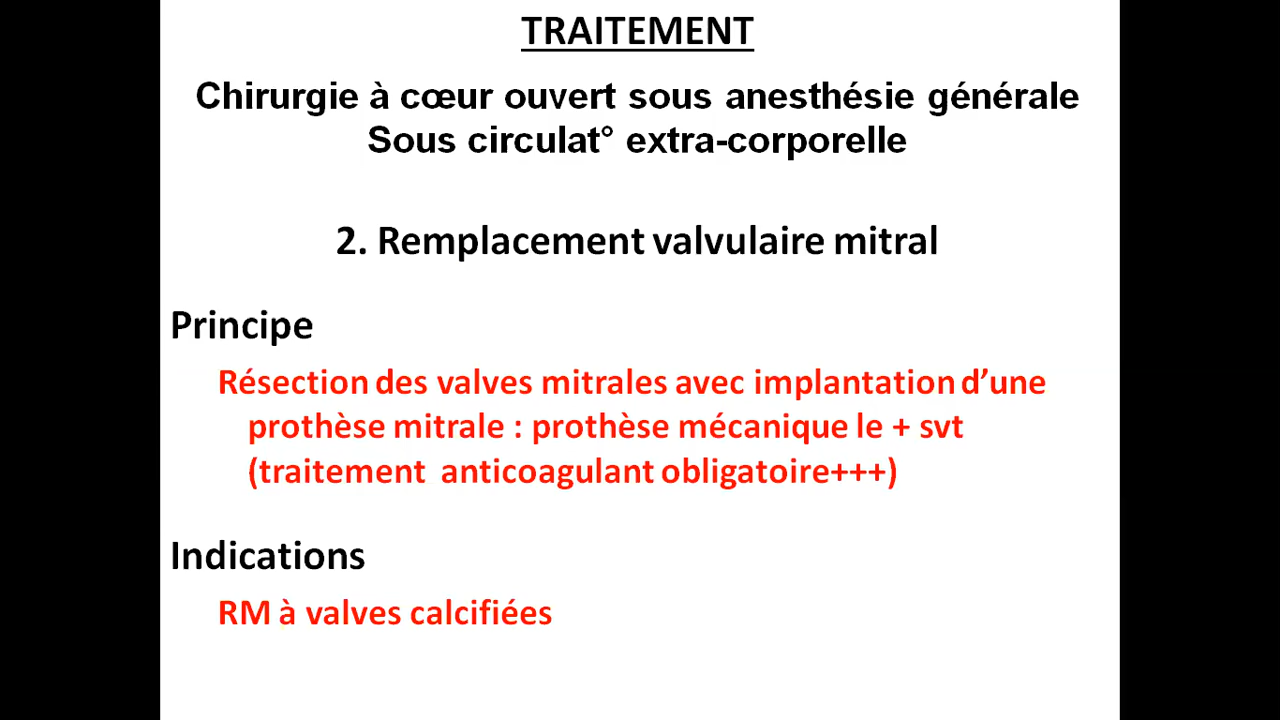 TRAITEMENT
Chirurgie à cœur ouvert sous anesthésie générale
Sous circulat° extra-corporelle
2. Remplacement valvulaire mitral
Principe
Résection des valves mitrales avec implantation d’une
prothèse mitrale : prothèse mécanique le + svt
(traitement anticoagulant obligatoire+++)
Indications
RM à valves calcifiées